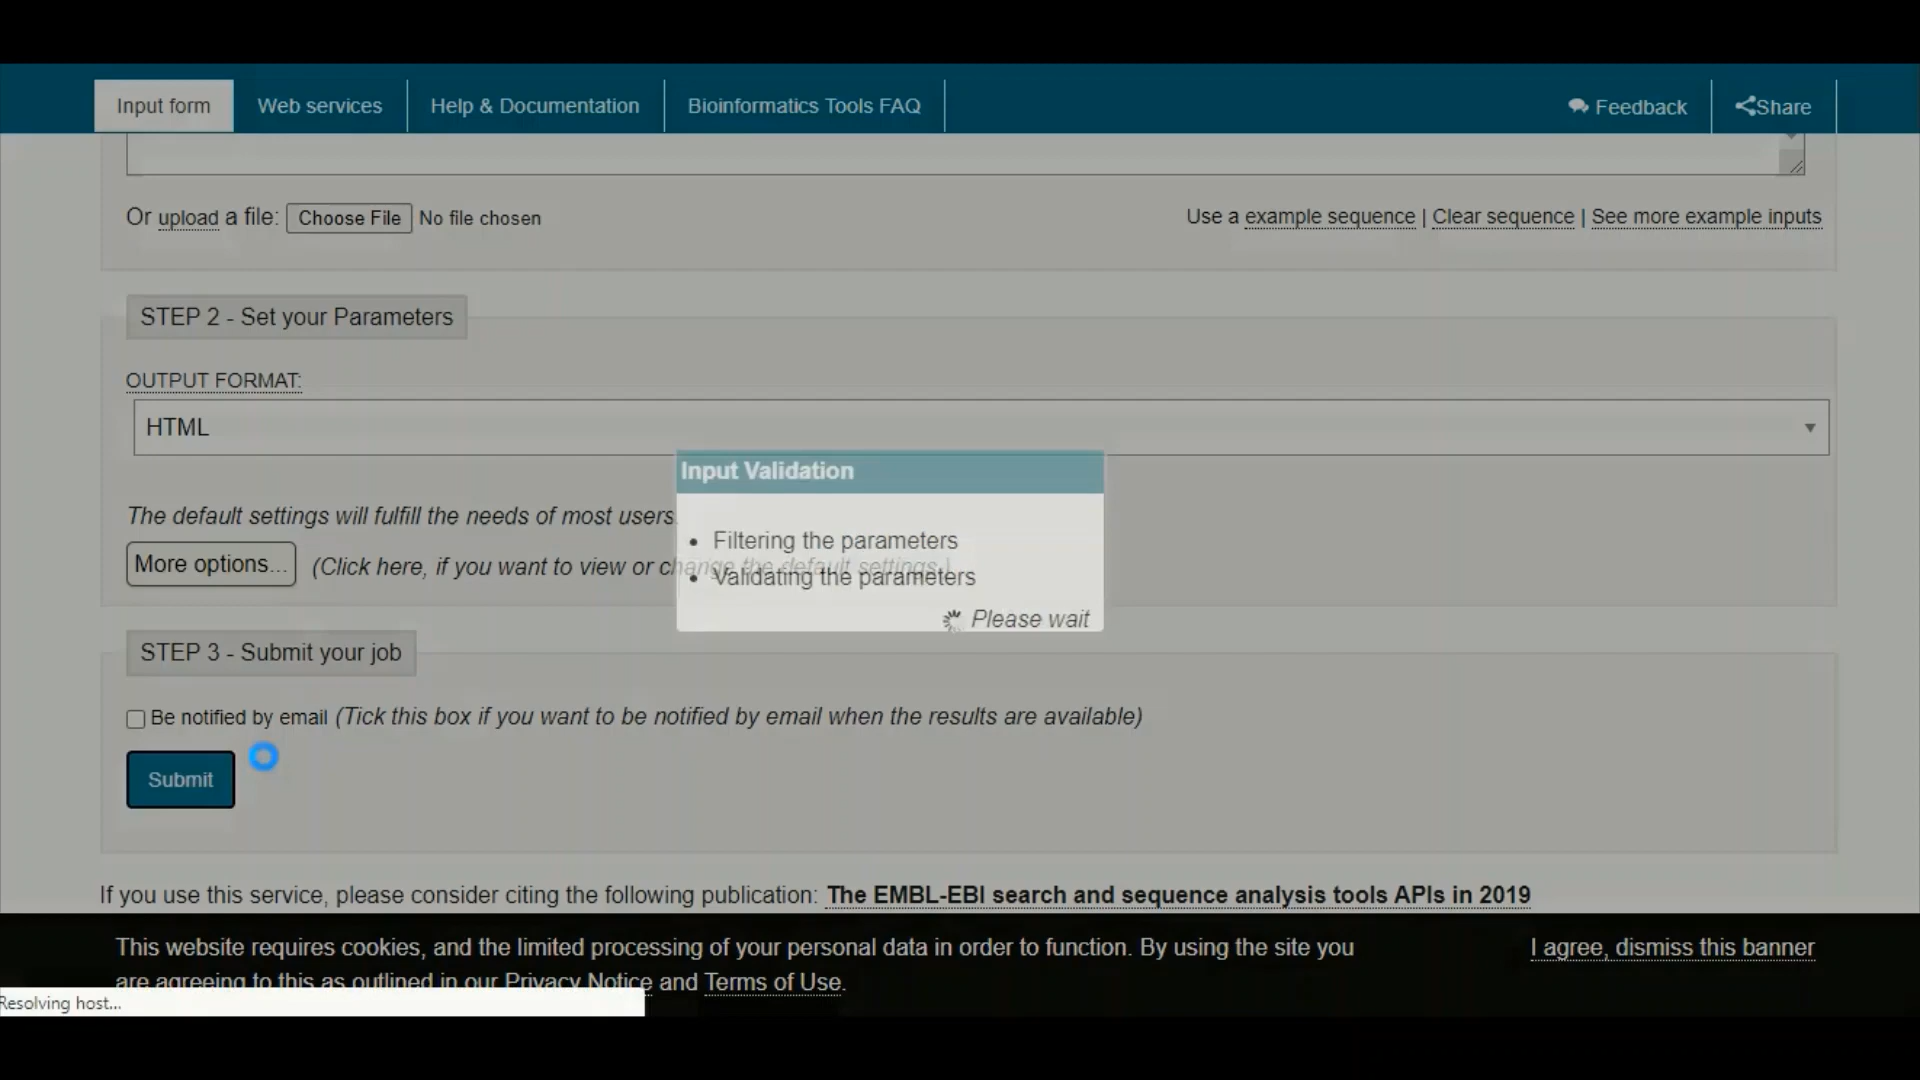 Input form
Web services
Help & Documentation
Bioinformatics Tools FAQ
Feedback
Share
Or upload a file: Choose File No file chosen
Use a example sequence | Clear sequence | See more example inputs
STEP 2 - Set your Parameters
OUTPUT FORMAT:
HTML
The default settings will fulfill the needs of most users.
More options... (Click here, if you want to view or change the default settings.)
Input Validation
Filtering the parameters
Validating the parameters
Please wait
STEP 3 - Submit your job
Be notified by email (Tick this box if you want to be notified by email when the results are available)
Submit
If you use this service, please consider citing the following publication: The EMBL-EBI search and sequence analysis tools APIs in 2019
This website requires cookies, and the limited processing of your personal data in order to function. By using the site you
are agreeing to this as outlined in our Privacy Notice and Terms of Use.
I agree, dismiss this banner
Resolving host...